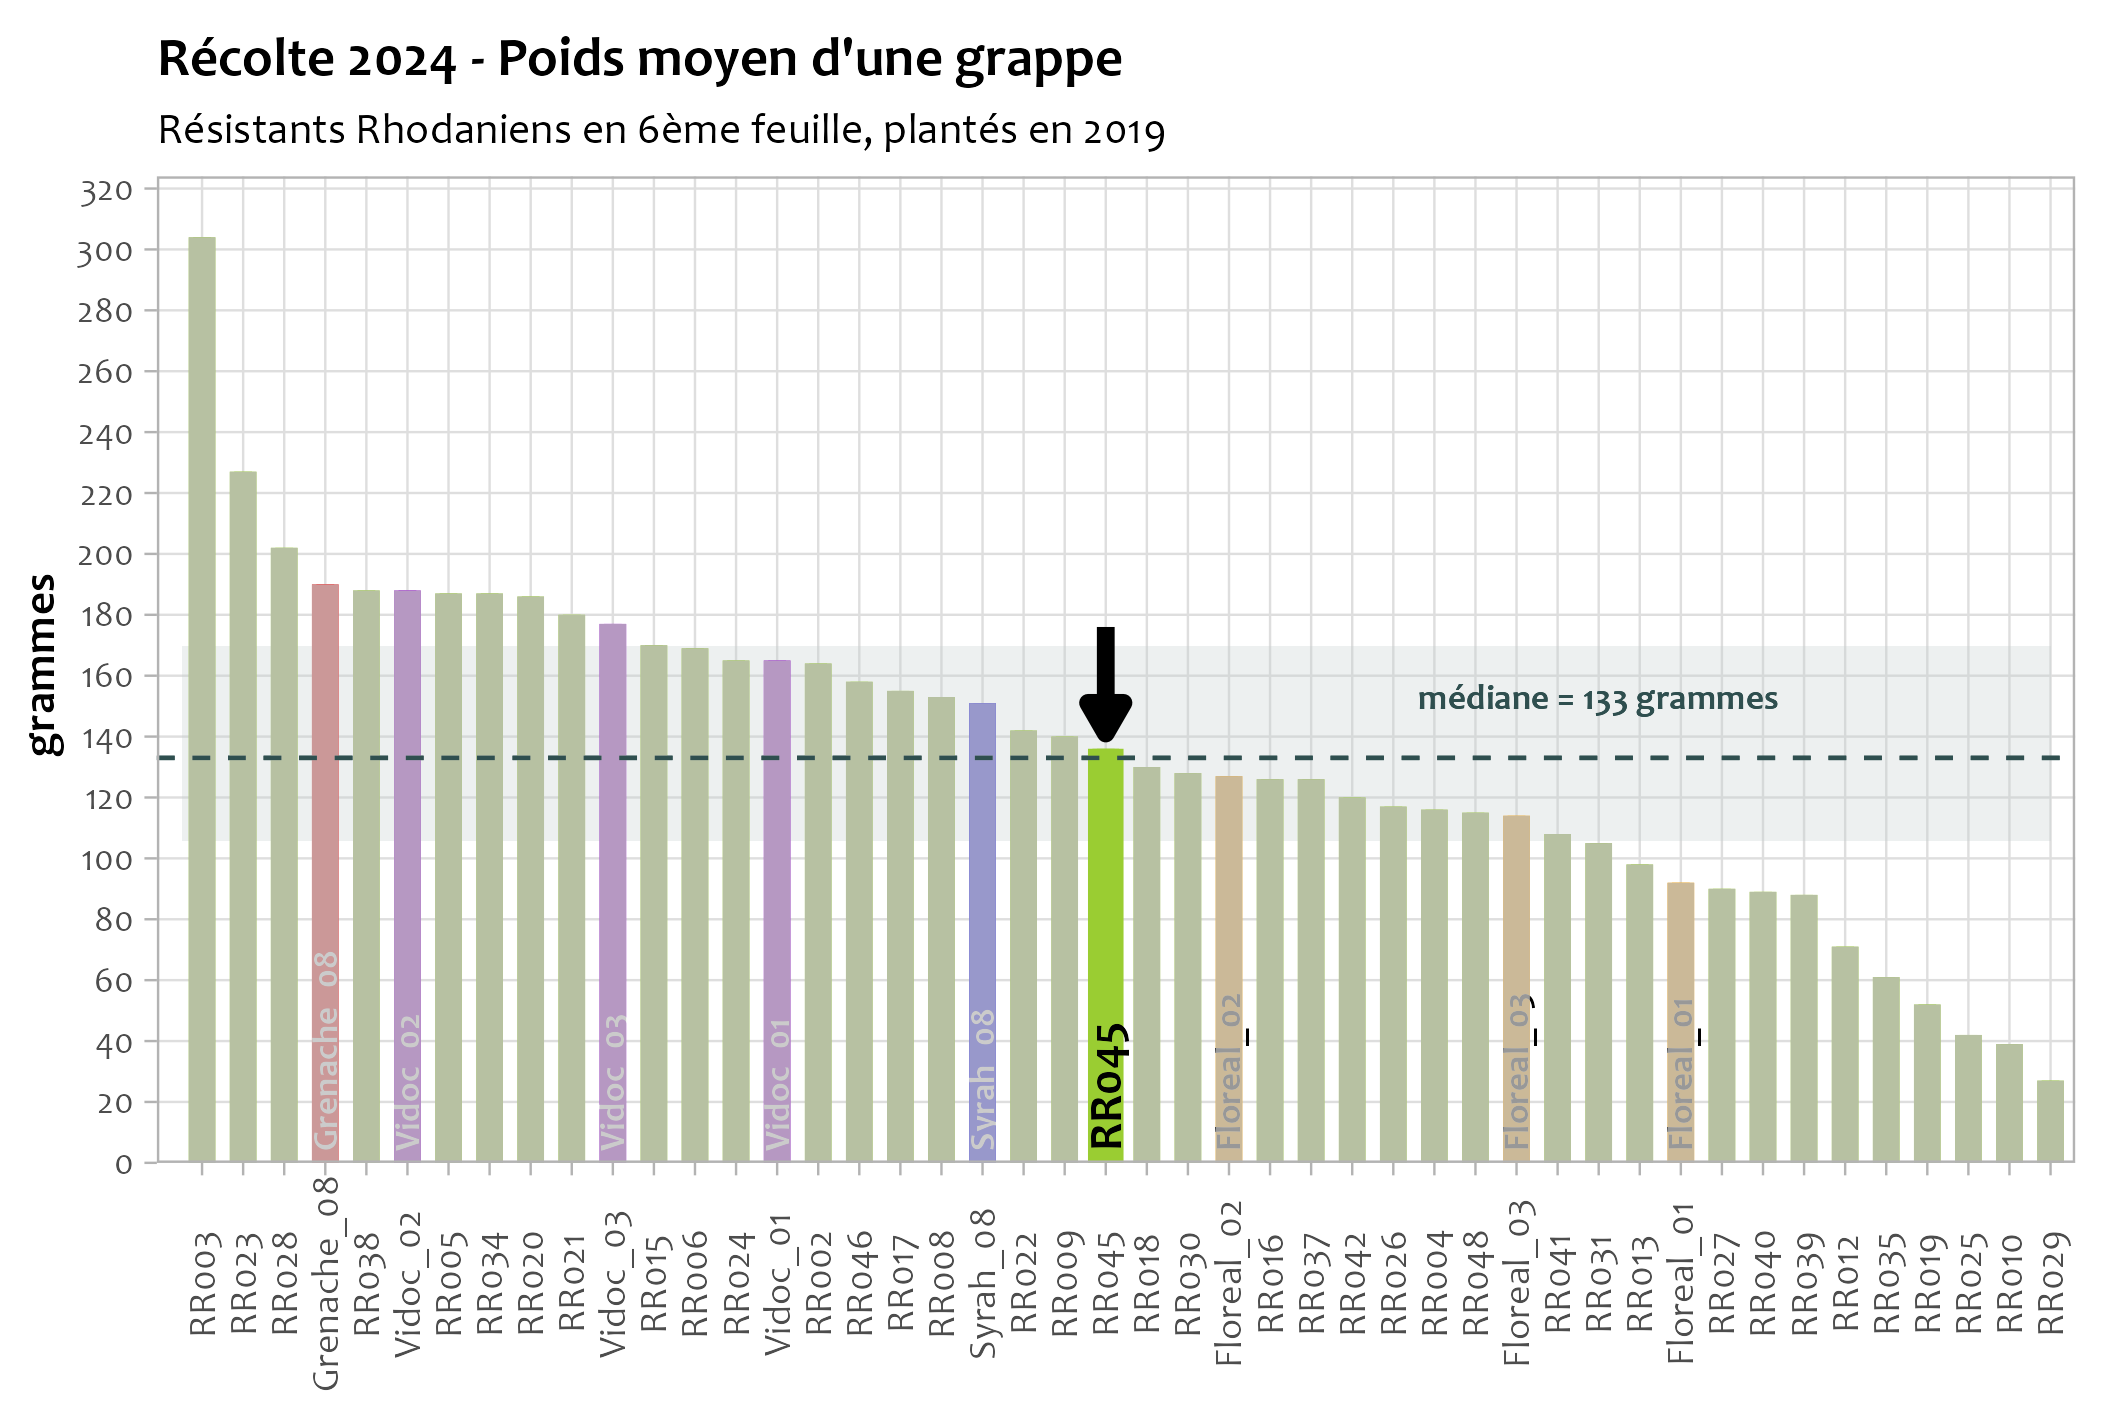 Récolte 2024 - Poids moyen d'une grappe
Résistants Rhodaniens en 6ème feuille, plantés en 2019
grammes
320
300
280
260
240
220
200
180
160
140
120
100
80
60
40
20
0
médiane = 133 grammes
Grenache_08
Vidoc_02
Vidoc_03
Vidoc_01
Syrah_08
RR045
Floreal_02
Floreal_03
Floreal_01
RR003
RR023
RR028
Grenache_08
RR038
Vidoc_02
RR005
RR034
RR020
RR021
Vidoc_03
RR015
RR006
RR024
Vidoc_01
RR002
RR046
RR017
RR008
Syrah_08
RR022
RR009
RR045
RR018
RR030
Floreal_02
RR016
RR037
RR042
RR026
RR004
RR048
Floreal_03
RR041
RR031
RR013
Floreal_01
RR027
RR040
RR039
RR012
RR035
RR019
RR025
RR010
RR029